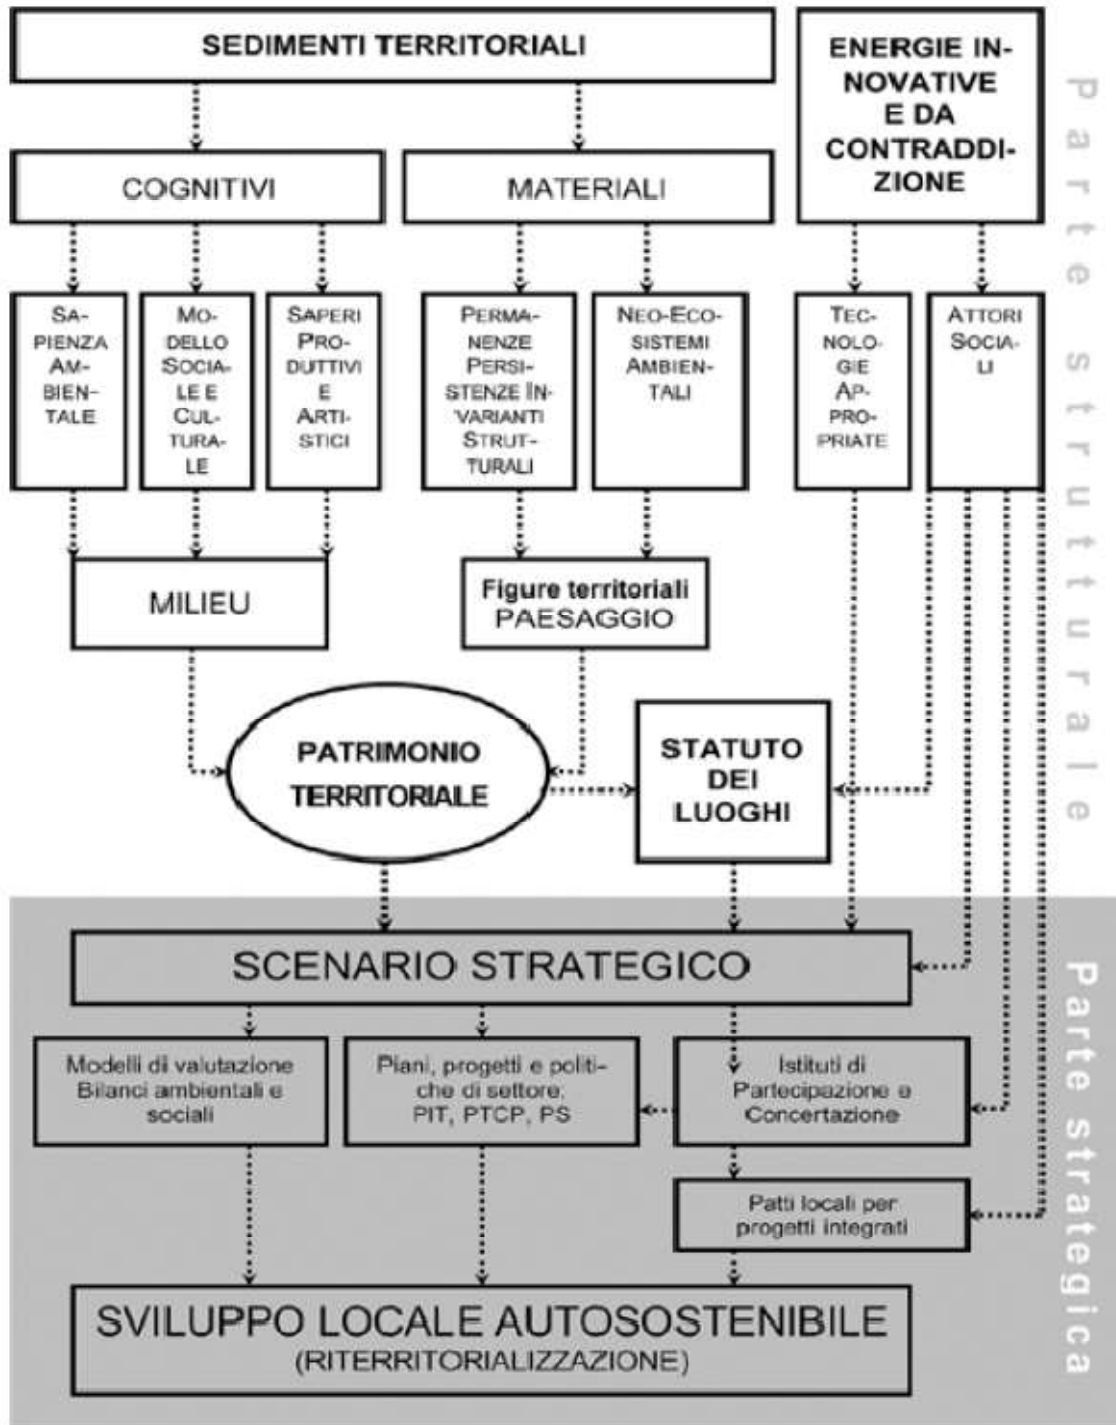 SEDIMENTI TERRITORIALI
ENERGIE IN-
NOVATIVE
E DA
CONTRADDI-
ZIONE
COGNITIVI
MATERIALI
SA-
PIENZA
AM-
BIEN-
TALE
MO-
DELLO
SOCIA-
LE E
CUL-
TURA-
LE
SAPERI
PRO-
DUTTIVI
E
ARTI-
STICI
PERMA-
NENZE
PERSI-
STENZE IN-
VARIANTI
STRUT-
TURALI
NEO-ECO-
SISTEMI
AMBIEN-
TALI
TEC-
NOLO-
GIE
AP-
PRO-
PRIATE
ATTORI
SOCIA-
LI
MILIEU
Figure territoriali
PAESAGGIO
PATRIMONIO
TERRITORIALE
STATUTO
DEI
LUOGHI
Parte strutturale
SCENARIO STRATEGICO
Modelli di valutazione
Bilanci ambientali e
sociali
Piani, progetti e politi-
che di settore;
PIT, PTCP, PS
Istituti di
Partecipazione e
Concertazione
Patti locali per
progetti integrati
SVILUPPO LOCALE AUTOSOSTENIBILE
(RITERRITORIALIZZAZIONE)
Parte strategica